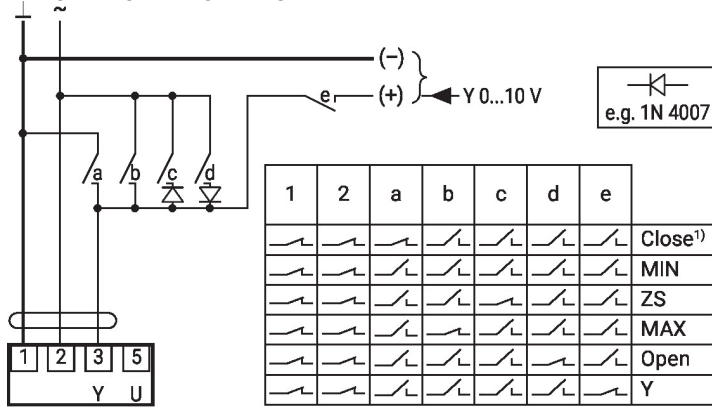 ~
(–)
e (+) Y 0...10 V
e.g. 1N 4007
a b c d
1 2 a b c d e
Close¹⁾
MIN
ZS
MAX
Open
Y
1 2 3 5
Y U